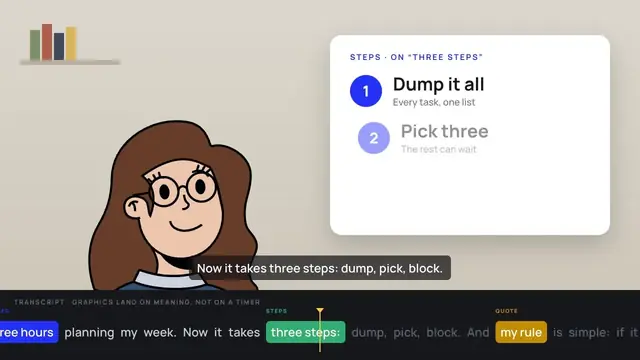 STEPS · ON “THREE STEPS”
1
Dump it all
Every task, one list
2
Pick three
The rest can wait
Now it takes three steps: dump, pick, block.
TRANSCRIPT · GRAPHICS LAND ON MEANING, NOT ON A TIMER
STEPS
QUOTE
hours planning my week. Now it takes three steps: dump, pick, block. And my rule is simple: if it